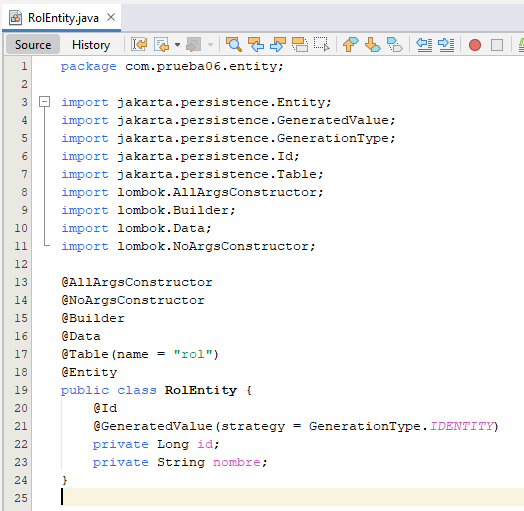 RolEntity.java
Source History
1 package com.prueba06.entity;
2
3 import jakarta.persistence.Entity;
4 import jakarta.persistence.GeneratedValue;
5 import jakarta.persistence.GenerationType;
6 import jakarta.persistence.Id;
7 import jakarta.persistence.Table;
8 import lombok.AllArgsConstructor;
9 import lombok.Builder;
10 import lombok.Data;
11 import lombok.NoArgsConstructor;
12
13 @AllArgsConstructor
14 @NoArgsConstructor
15 @Builder
16 @Data
17 @Table(name = "rol")
18 @Entity
19 public class RolEntity {
20     @Id
21     @GeneratedValue(strategy = GenerationType.IDENTITY)
22     private Long id;
23     private String nombre;
24 }
25